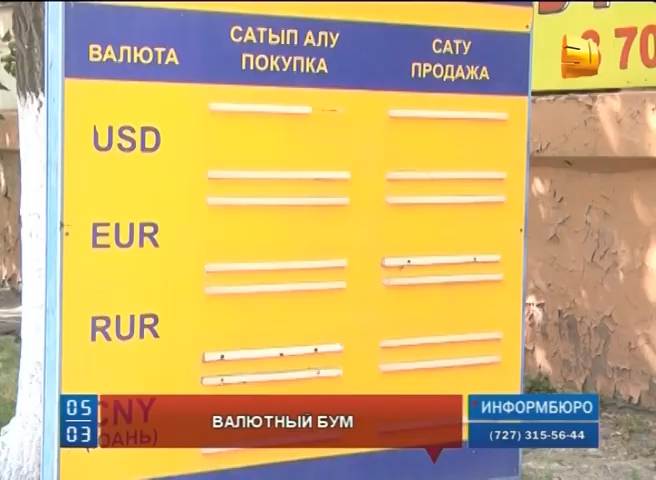 ВАЛЮТА
САТЫП АЛУ
ПОКУПКА
САТУ
ПРОДАЖА
USD
EUR
RUR
CNY
(ЮАНЬ)
70
05
03
ВАЛЮТНЫЙ БУМ
ИНФОРМБЮРО
(727) 315-56-44